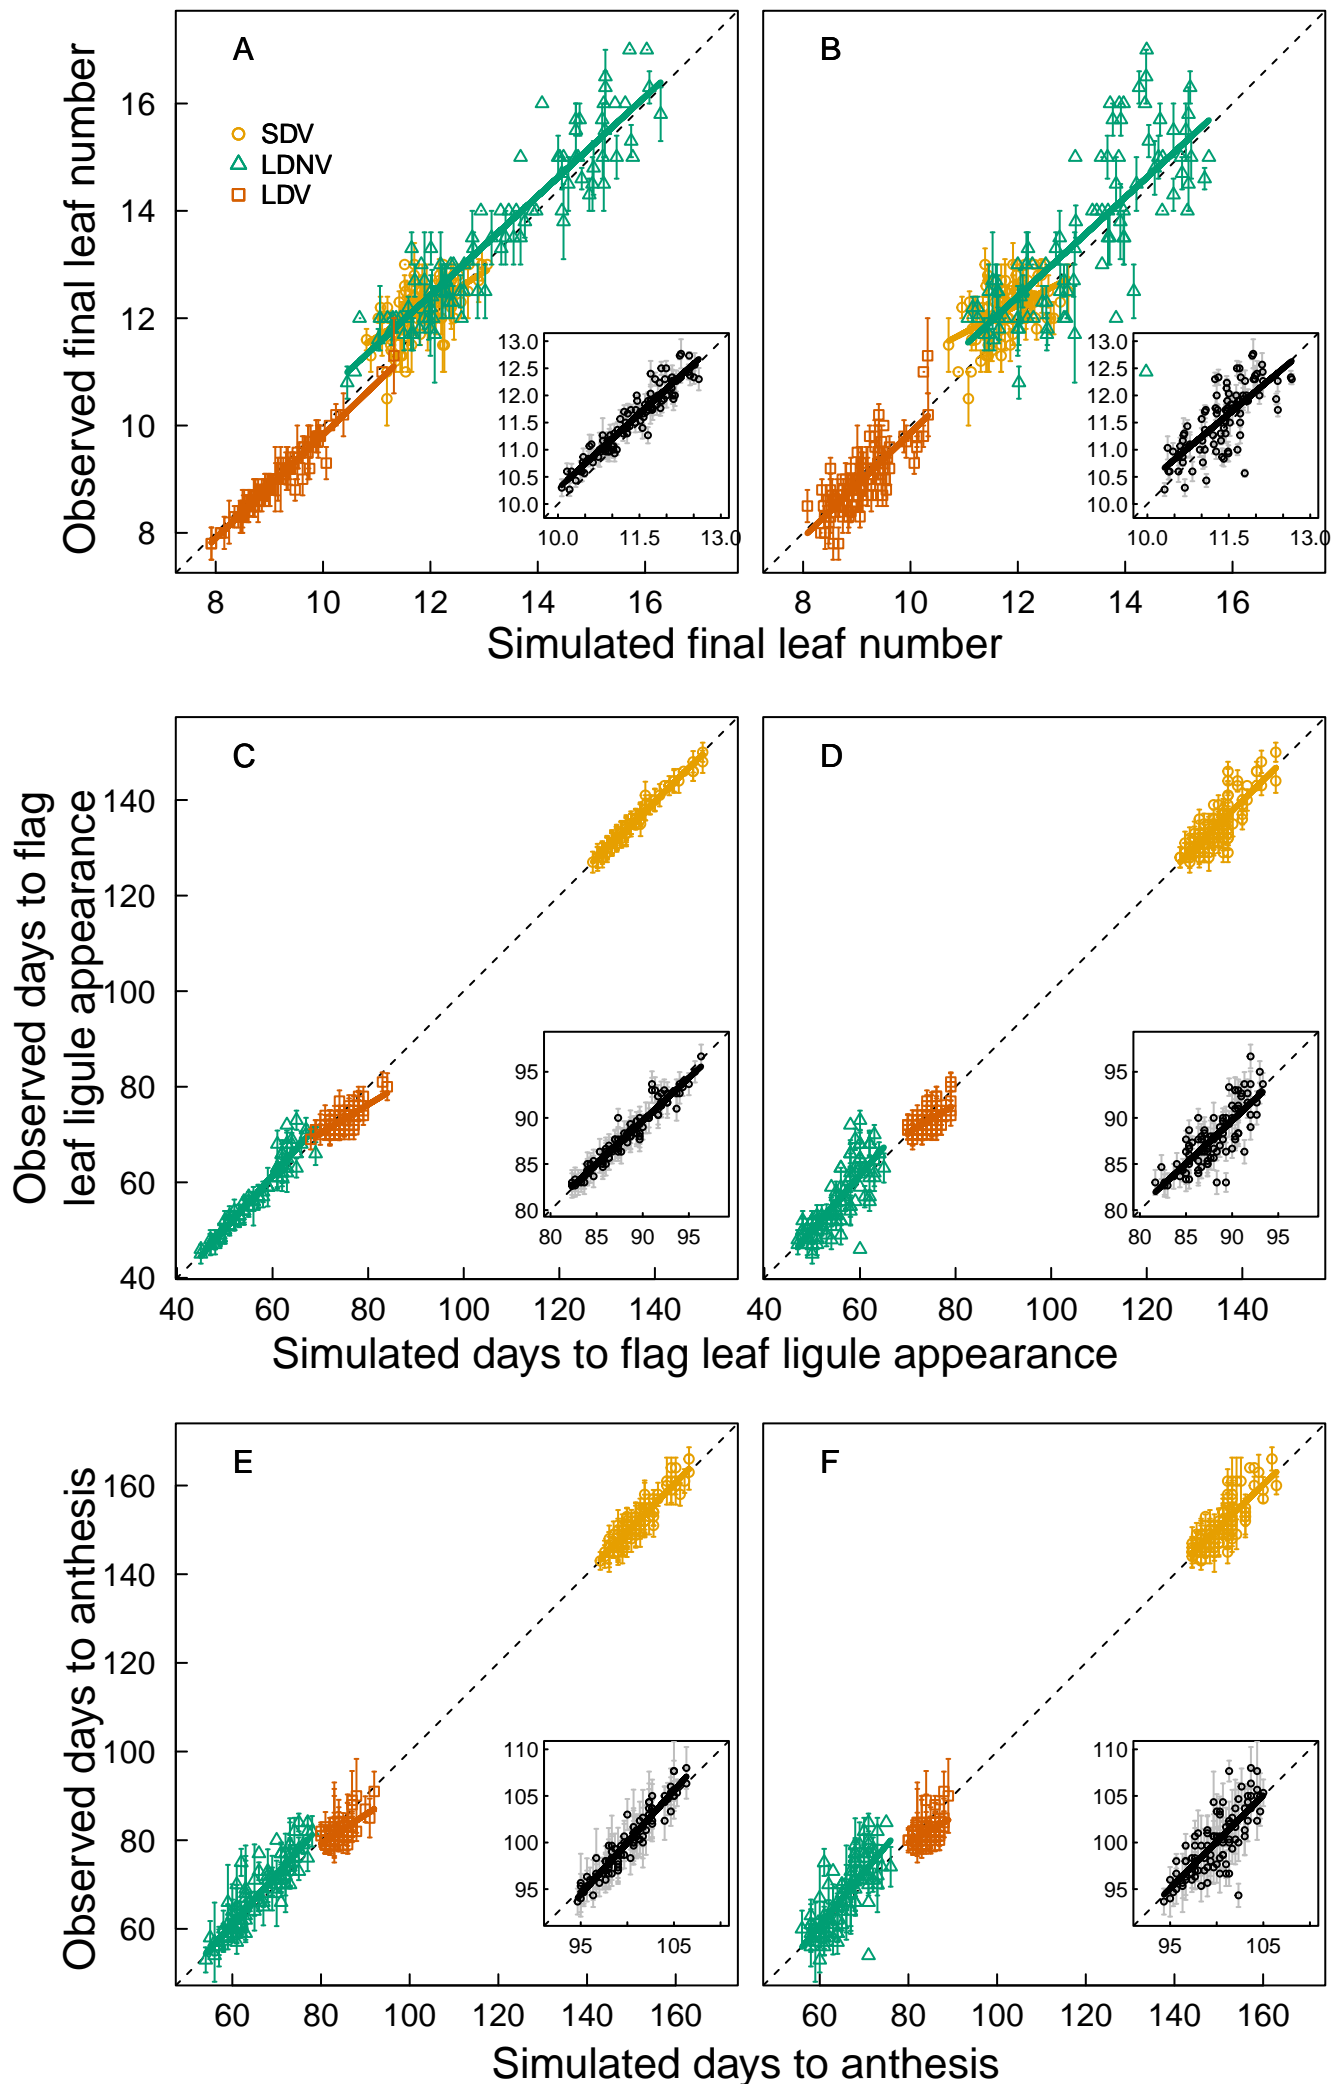 A
B
SDV
LDNV
LDV
Observed final leaf number
16
14
12
10
8
13.0
12.5
12.0
11.5
11.0
10.5
10.0
10.0 11.5 13.0
13.0
12.5
12.0
11.5
11.0
10.5
10.0
10.0 11.5 13.0
8 10 12 14 16
8 10 12 14 16
Simulated final leaf number
C
D
Observed days to flag
leaf ligule appearance
140
120
100
80
60
40
95
90
85
80
80 85 90 95
95
90
85
80
80 85 90 95
40 60 80 100 120 140
40 60 80 100 120 140
Simulated days to flag leaf ligule appearance
E
F
Observed days to anthesis
160
140
120
100
80
60
110
105
100
95
95 105
110
105
100
95
95 105
60 80 100 120 140 160
60 80 100 120 140 160
Simulated days to anthesis